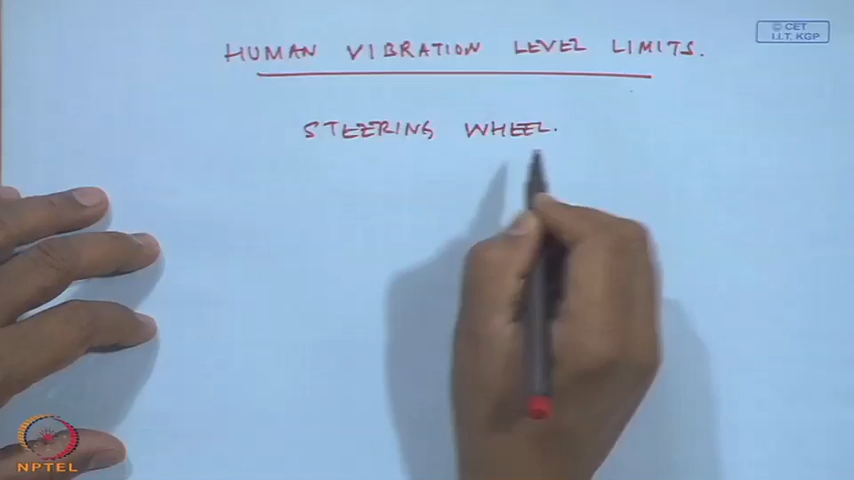 HUMAN VIBRATION LEVEL LIMITS.
© CET
I.I.T. KGP
STEERING WHEEL.
NPTEL